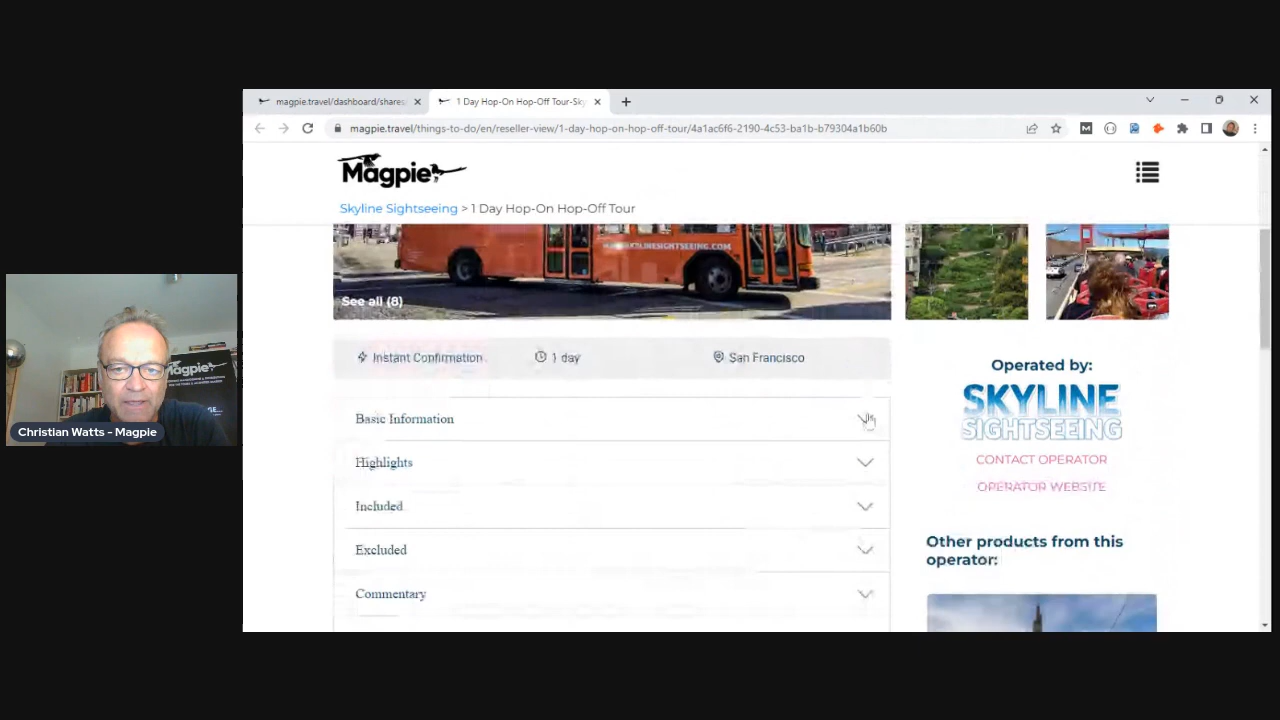 magpie.travel/dashboard/shares
1 Day Hop-On Hop-Off Tour-Sky
magpie.travel/things-to-do/en/reseller-view/1-day-hop-on-hop-off-tour/4a1ac6f6-2190-4c53-ba1b-b79304a1b60b
Magpie
Skyline Sightseeing > 1 Day Hop-On Hop-Off Tour
See all (8)
Instant Confirmation
1 day
San Francisco
Basic Information
Highlights
Included
Excluded
Commentary
Operated by:
SKYLINE
SIGHTSEEING
CONTACT OPERATOR
OPERATOR WEBSITE
Other products from this
operator:
Magpie
Christian Watts - Magpie